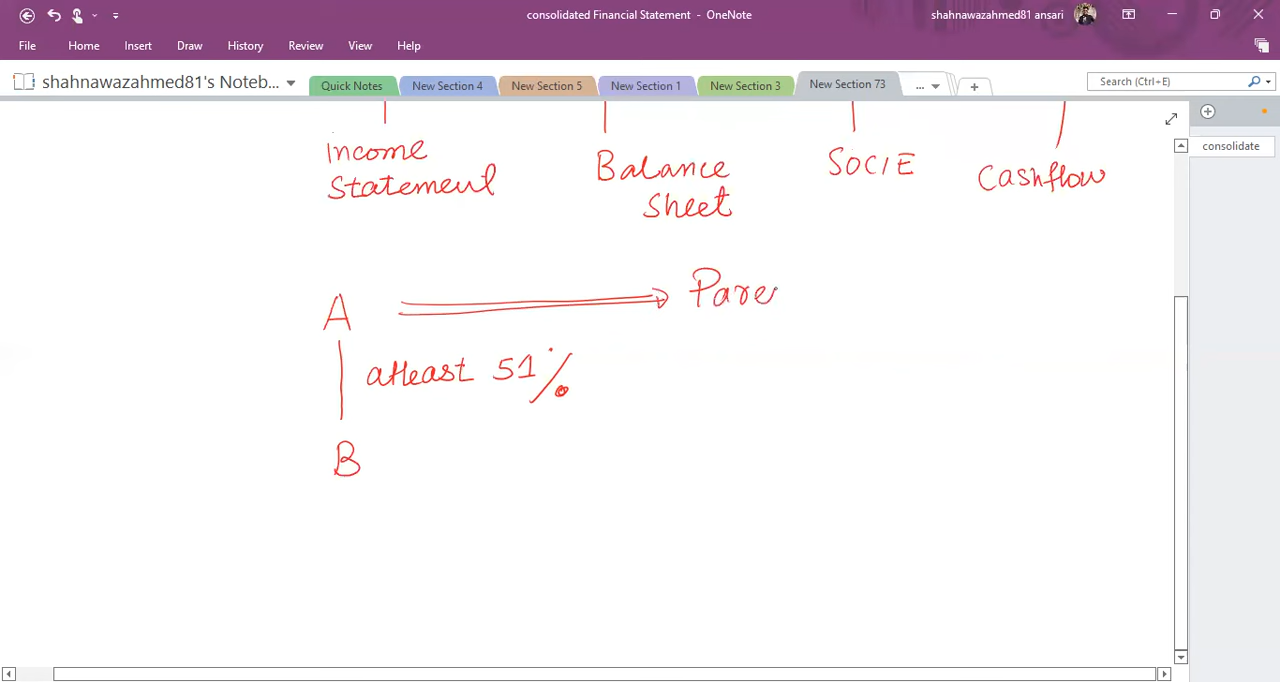 consolidated Financial Statement - OneNote
shahnawazahmed81 ansari
File Home Insert Draw History Review View Help
shahnawazahmed81's Noteb... Quick Notes New Section 4 New Section 5 New Section 1 New Section 3 New Section 73 ... +
Search (Ctrl+E)
consolidate
income Statement
Balance Sheet
SOCIE
Cashflow
A Pare
atleast 51%
B